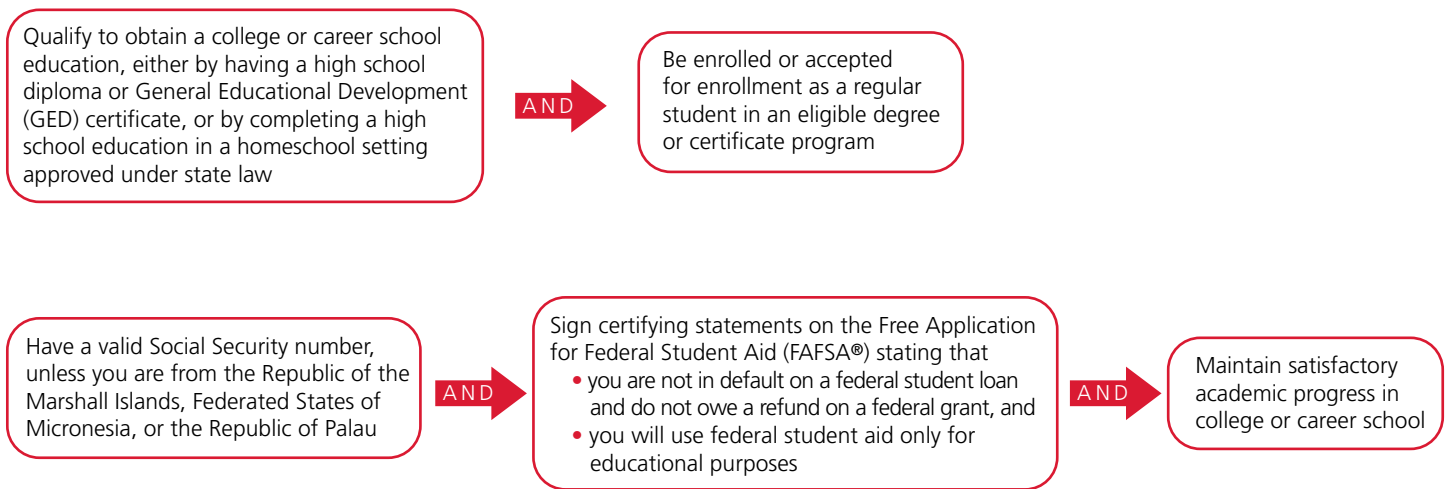 Qualify to obtain a college or career school
education, either by having a high school
diploma or General Educational Development
(GED) certificate, or by completing a high
school education in a homeschool setting
approved under state law
AND
Be enrolled or accepted
for enrollment as a regular
student in an eligible degree
or certificate program
Have a valid Social Security number,
unless you are from the Republic of the
Marshall Islands, Federated States of
Micronesia, or the Republic of Palau
AND
Sign certifying statements on the Free Application
for Federal Student Aid (FAFSA®) stating that
• you are not in default on a federal student loan
and do not owe a refund on a federal grant, and
• you will use federal student aid only for
educational purposes
AND
Maintain satisfactory
academic progress in
college or career school